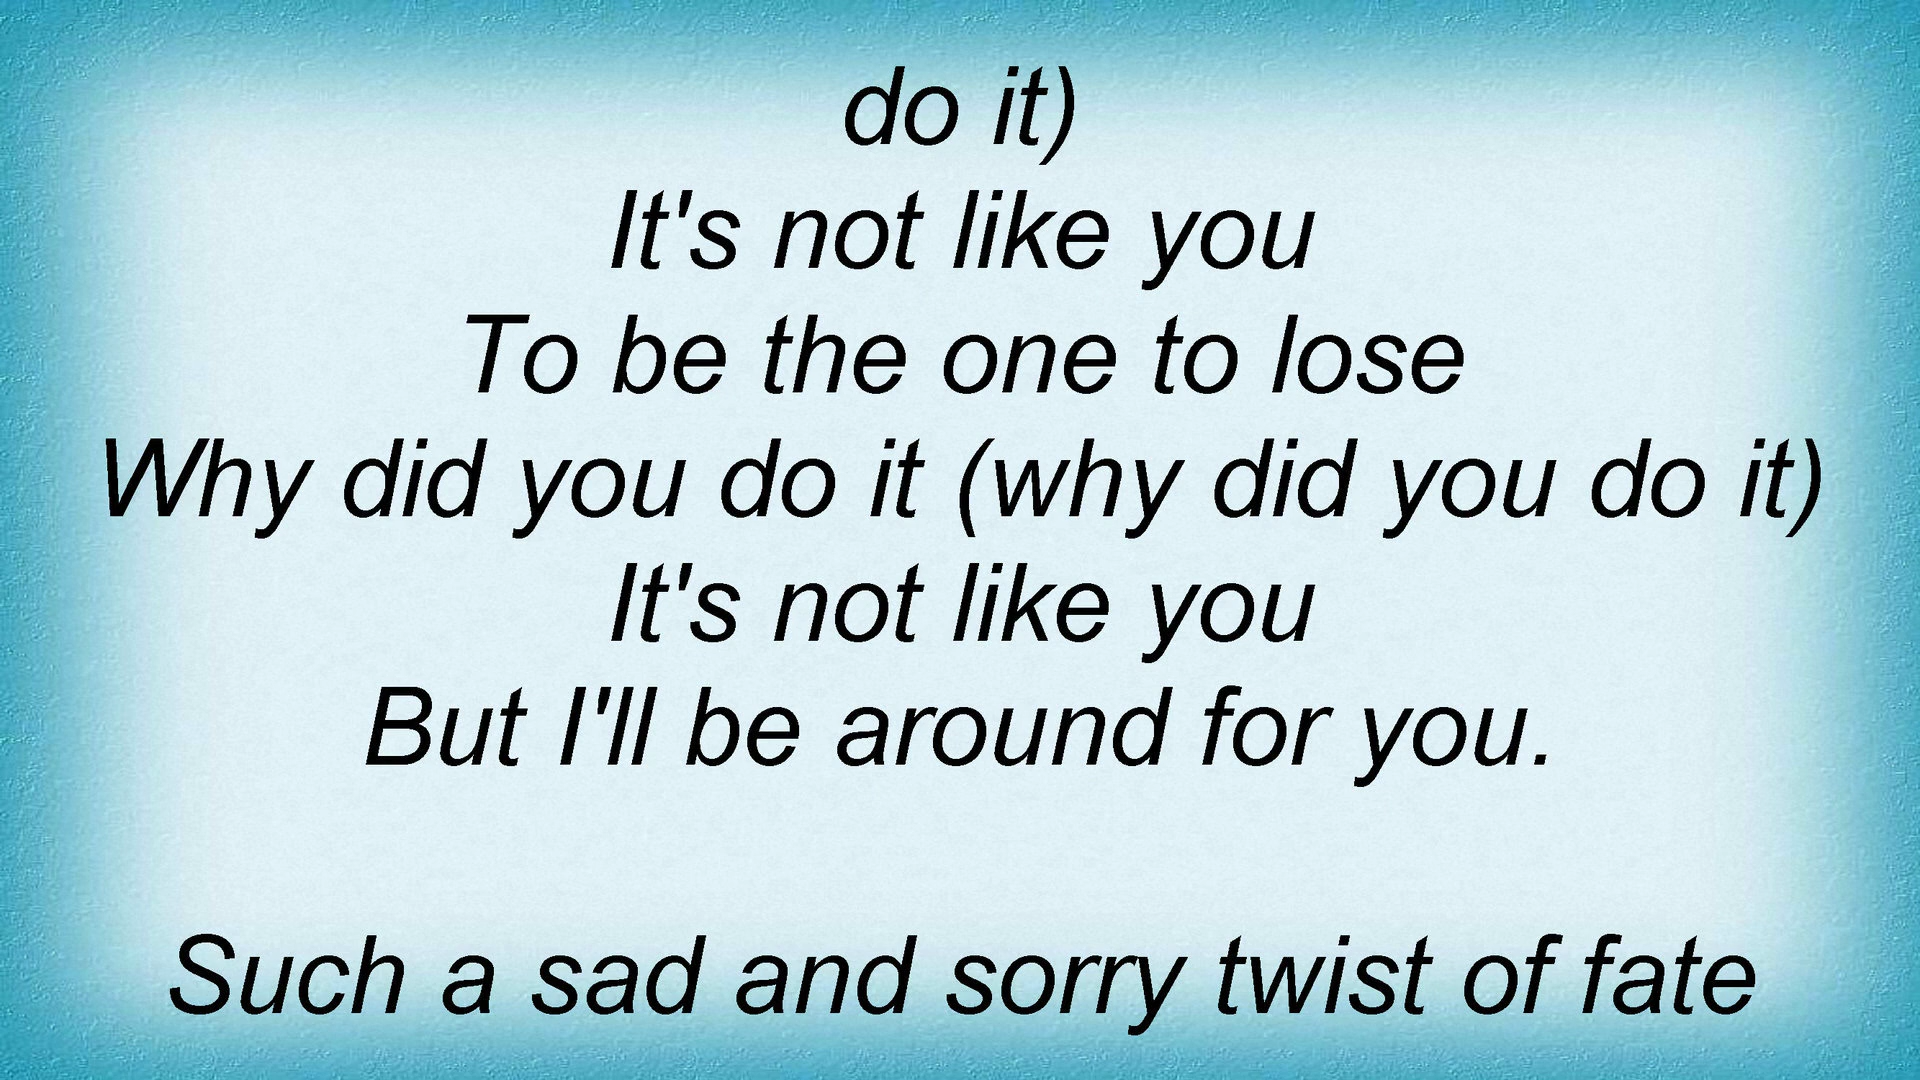 do it)
It's not like you
To be the one to lose
Why did you do it (why did you do it)
It's not like you
But I'll be around for you.
Such a sad and sorry twist of fate